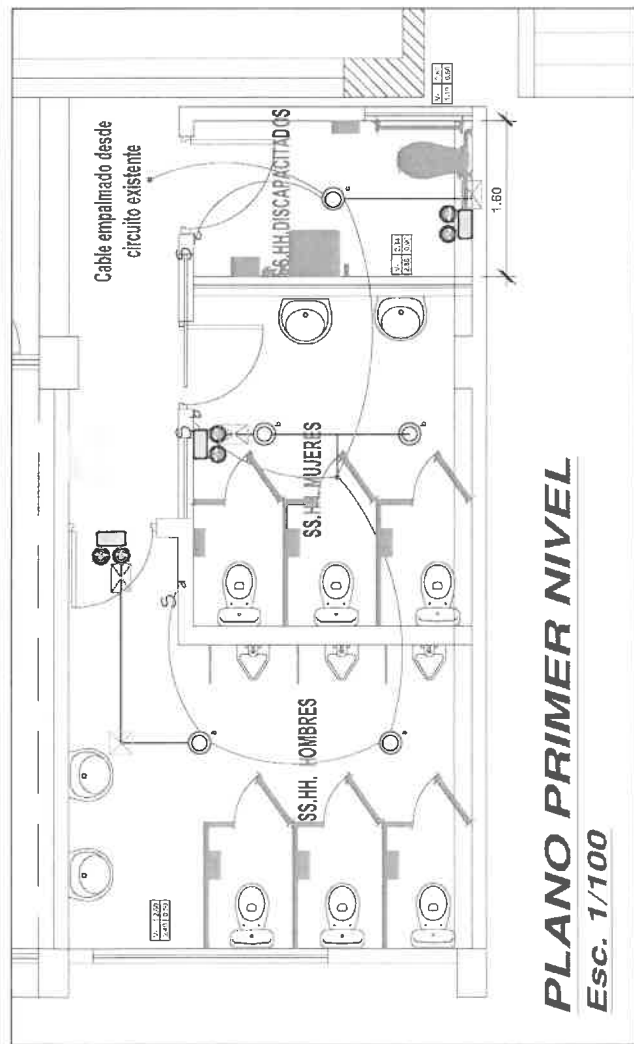 Cable empalmado desde
circuito existente
SS.HH.DISCAPACITADOS
1.60
SS.HH.MUJERES
S
S
S a
SS.HH. HOMBRES
a
a
a
b
b
PLANO PRIMER NIVEL
Esc. 1/100